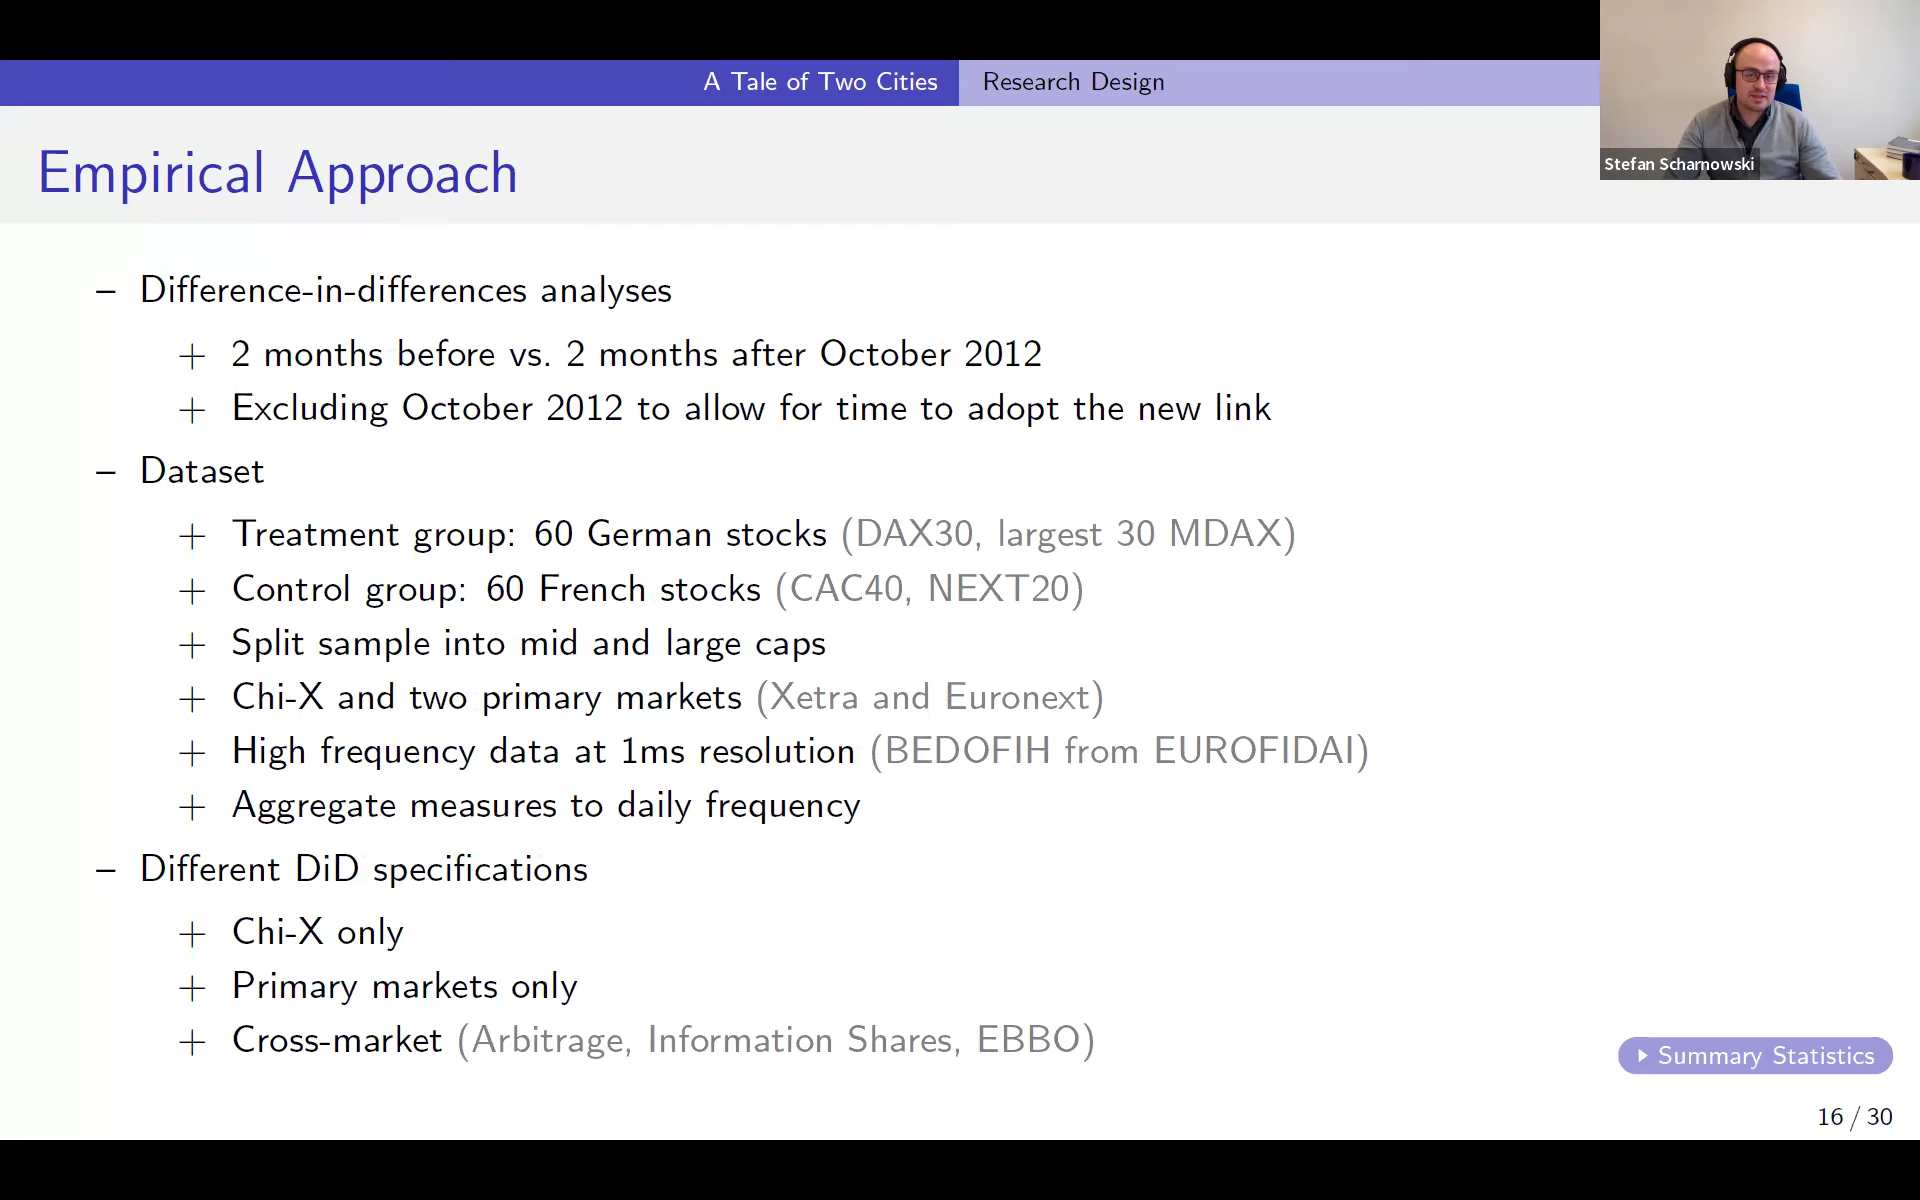 A Tale of Two Cities Research Design
Stefan Scharnowski
Empirical Approach
– Difference-in-differences analyses
+ 2 months before vs. 2 months after October 2012
+ Excluding October 2012 to allow for time to adopt the new link
– Dataset
+ Treatment group: 60 German stocks (DAX30, largest 30 MDAX)
+ Control group: 60 French stocks (CAC40, NEXT20)
+ Split sample into mid and large caps
+ Chi-X and two primary markets (Xetra and Euronext)
+ High frequency data at 1ms resolution (BEDOFIH from EUROFIDAI)
+ Aggregate measures to daily frequency
– Different DiD specifications
+ Chi-X only
+ Primary markets only
+ Cross-market (Arbitrage, Information Shares, EBBO)
Summary Statistics
16 / 30